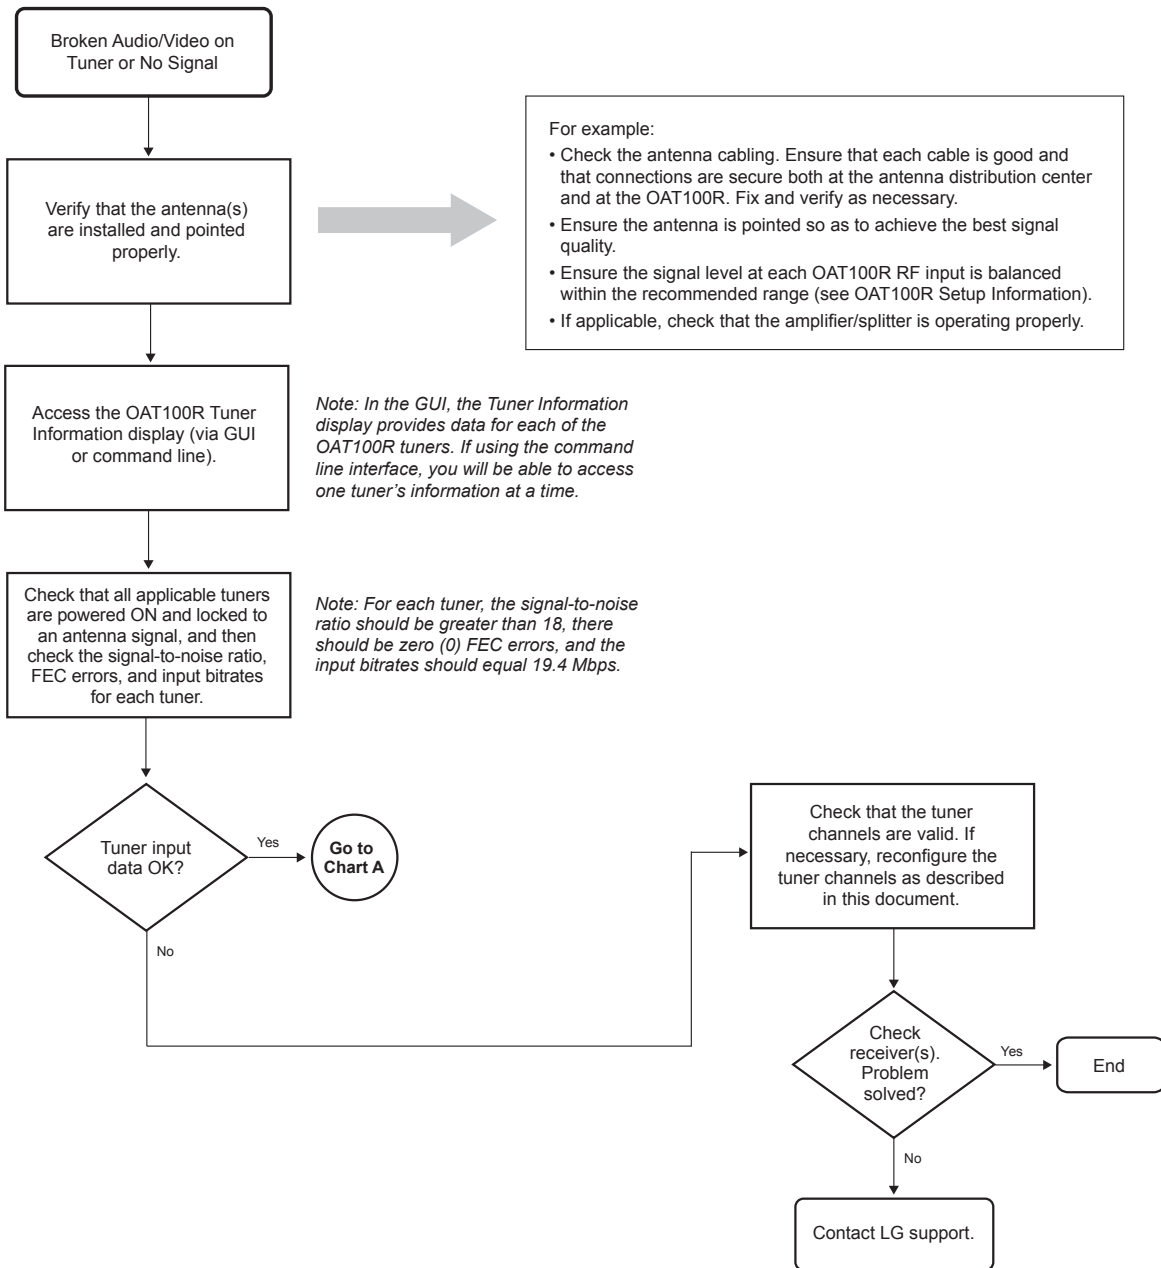 Broken Audio/Video on
Tuner or No Signal
Verify that the antenna(s)
are installed and pointed
properly.
For example:
• Check the antenna cabling. Ensure that each cable is good and
that connections are secure both at the antenna distribution center
and at the OAT100R. Fix and verify as necessary.
• Ensure the antenna is pointed so as to achieve the best signal
quality.
• Ensure the signal level at each OAT100R RF input is balanced
within the recommended range (see OAT100R Setup Information).
• If applicable, check that the amplifier/splitter is operating properly.
Access the OAT100R Tuner
Information display (via GUI
or command line).
Note: In the GUI, the Tuner Information
display provides data for each of the
OAT100R tuners. If using the command
line interface, you will be able to access
one tuner's information at a time.
Check that all applicable tuners
are powered ON and locked to
an antenna signal, and then
check the signal-to-noise ratio,
FEC errors, and input bitrates
for each tuner.
Note: For each tuner, the signal-to-noise
ratio should be greater than 18, there
should be zero (0) FEC errors, and the
input bitrates should equal 19.4 Mbps.
Tuner input
data OK?
Yes
Go to
Chart A
No
Check that the tuner
channels are valid. If
necessary, reconfigure the
tuner channels as described
in this document.
Check
receiver(s).
Problem
solved?
Yes
End
No
Contact LG support.